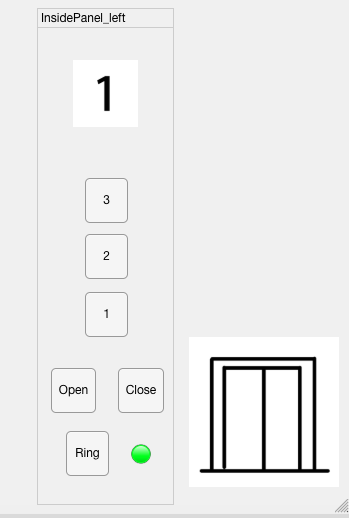 InsidePanel_left
1
3
2
1
Open Close
Ring